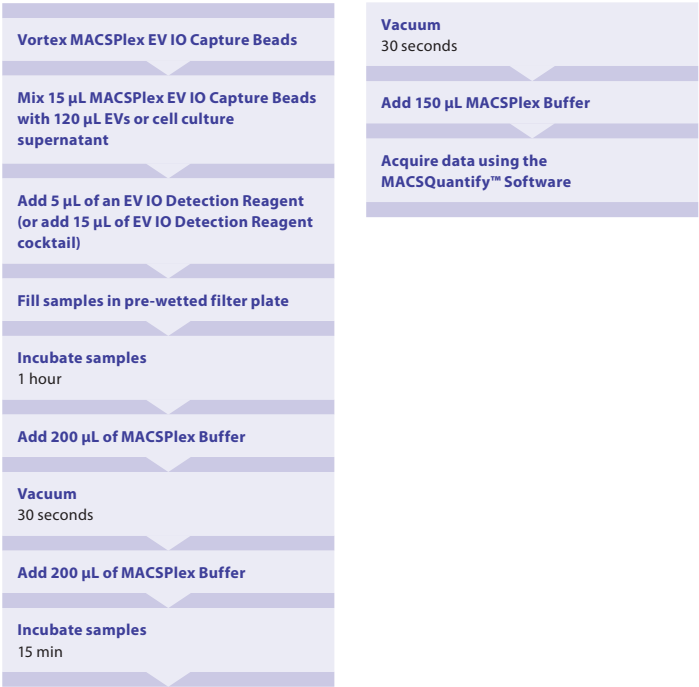 Vortex MACSPlex EV IO Capture Beads
Mix 15 µL MACSPlex EV IO Capture Beads
with 120 µL EVs or cell culture
supernatant
Add 5 µL of an EV IO Detection Reagent
(or add 15 µL of EV IO Detection Reagent
cocktail)
Fill samples in pre-wetted filter plate
Incubate samples
1 hour
Add 200 µL of MACSPlex Buffer
Vacuum
30 seconds
Add 200 µL of MACSPlex Buffer
Incubate samples
15 min
Vacuum
30 seconds
Add 150 µL MACSPlex Buffer
Acquire data using the
MACSQuantify™ Software